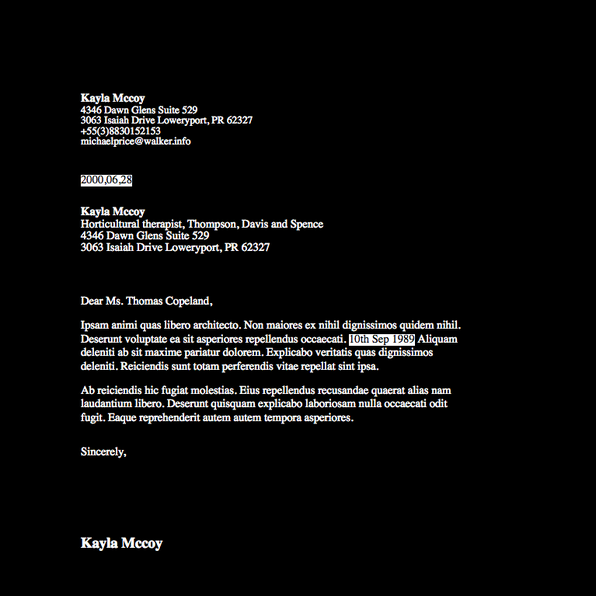 Kayla Mccoy
4346 Dawn Glens Suite 529
3063 Isaiah Drive Loweryport, PR 62327
+55(3)8830152153
michaelprice@walker.info
2000,06,28
Kayla Mccoy
Horticultural therapist, Thompson, Davis and Spence
4346 Dawn Glens Suite 529
3063 Isaiah Drive Loweryport, PR 62327
Dear Ms. Thomas Copeland,
Ipsam animi quas libero architecto. Non maiores ex nihil dignissimos quidem nihil.
Deserunt voluptate ea sit asperiores repellendus occaecati. 10th Sep 1989 Aliquam
deleniti ab sit maxime pariatur dolorem. Explicabo veritatis quas dignissimos
deleniti. Reiciendis sunt totam perferendis vitae repellat sint ipsa.
Ab reiciendis hic fugiat molestias. Eius repellendus recusandae quaerat alias nam
laudantium libero. Deserunt quisquam explicabo laboriosam nulla occaecati odit
fugit. Eaque reprehenderit autem autem tempora asperiores.
Sincerely,
Kayla Mccoy